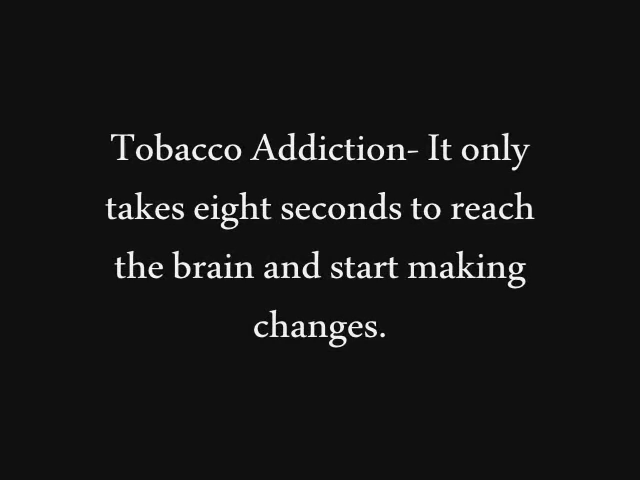 Tobacco Addiction- It only
takes eight seconds to reach
the brain and start making
changes.